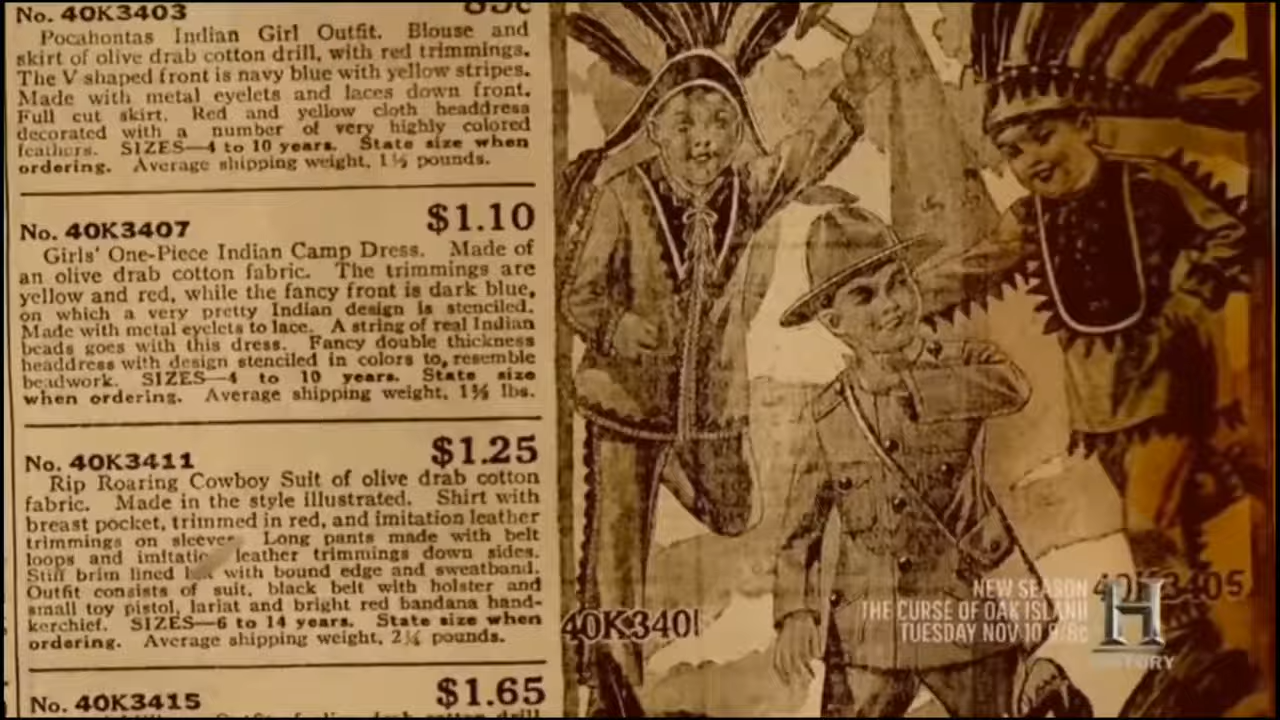 No. 40K3403 85c
Pocahontas Indian Girl Outfit. Blouse and
skirt of olive drab cotton drill, with red trimmings.
The V shaped front is navy blue with yellow stripes.
Made with metal eyelets and laces down front.
Full cut skirt. Red and yellow cloth headdress
decorated with a number of very highly colored
feathers. SIZES—4 to 10 years. State size when
ordering. Average shipping weight, 1½ pounds.
No. 40K3407 $1.10
Girls' One-Piece Indian Camp Dress. Made of
an olive drab cotton fabric. The trimmings are
yellow and red, while the fancy front is dark blue,
on which a very pretty Indian design is stenciled.
Made with metal eyelets to lace. A string of real Indian
beads goes with this dress. Fancy double thickness
headdress with design stenciled in colors to resemble
beadwork. SIZES—4 to 10 years. State size
when ordering. Average shipping weight, lbs.
No. 40K3411 $1.25
Rip Roaring Cowboy Suit of olive drab cotton
fabric. Made in the style illustrated. Shirt with
breast pocket, trimmed in red, and imitation leather
trimmings on sleeves. Long pants made with belt
loops and imitation leather trimmings down sides.
Stiff brim lined with bound edge and sweatband.
Outfit consists of suit, black belt with holster and
small toy pistol, lariat and bright red bandana hand-
kerchief. SIZES—6 to 14 years. State size when
ordering. Average shipping weight, 2¼ pounds.
No. 40K3415 $1.65
40K3401
40K3405
NEW SEASON
THE CURSE OF OAK ISLAND
TUESDAY NOV 10 9/8c
H
HISTORY